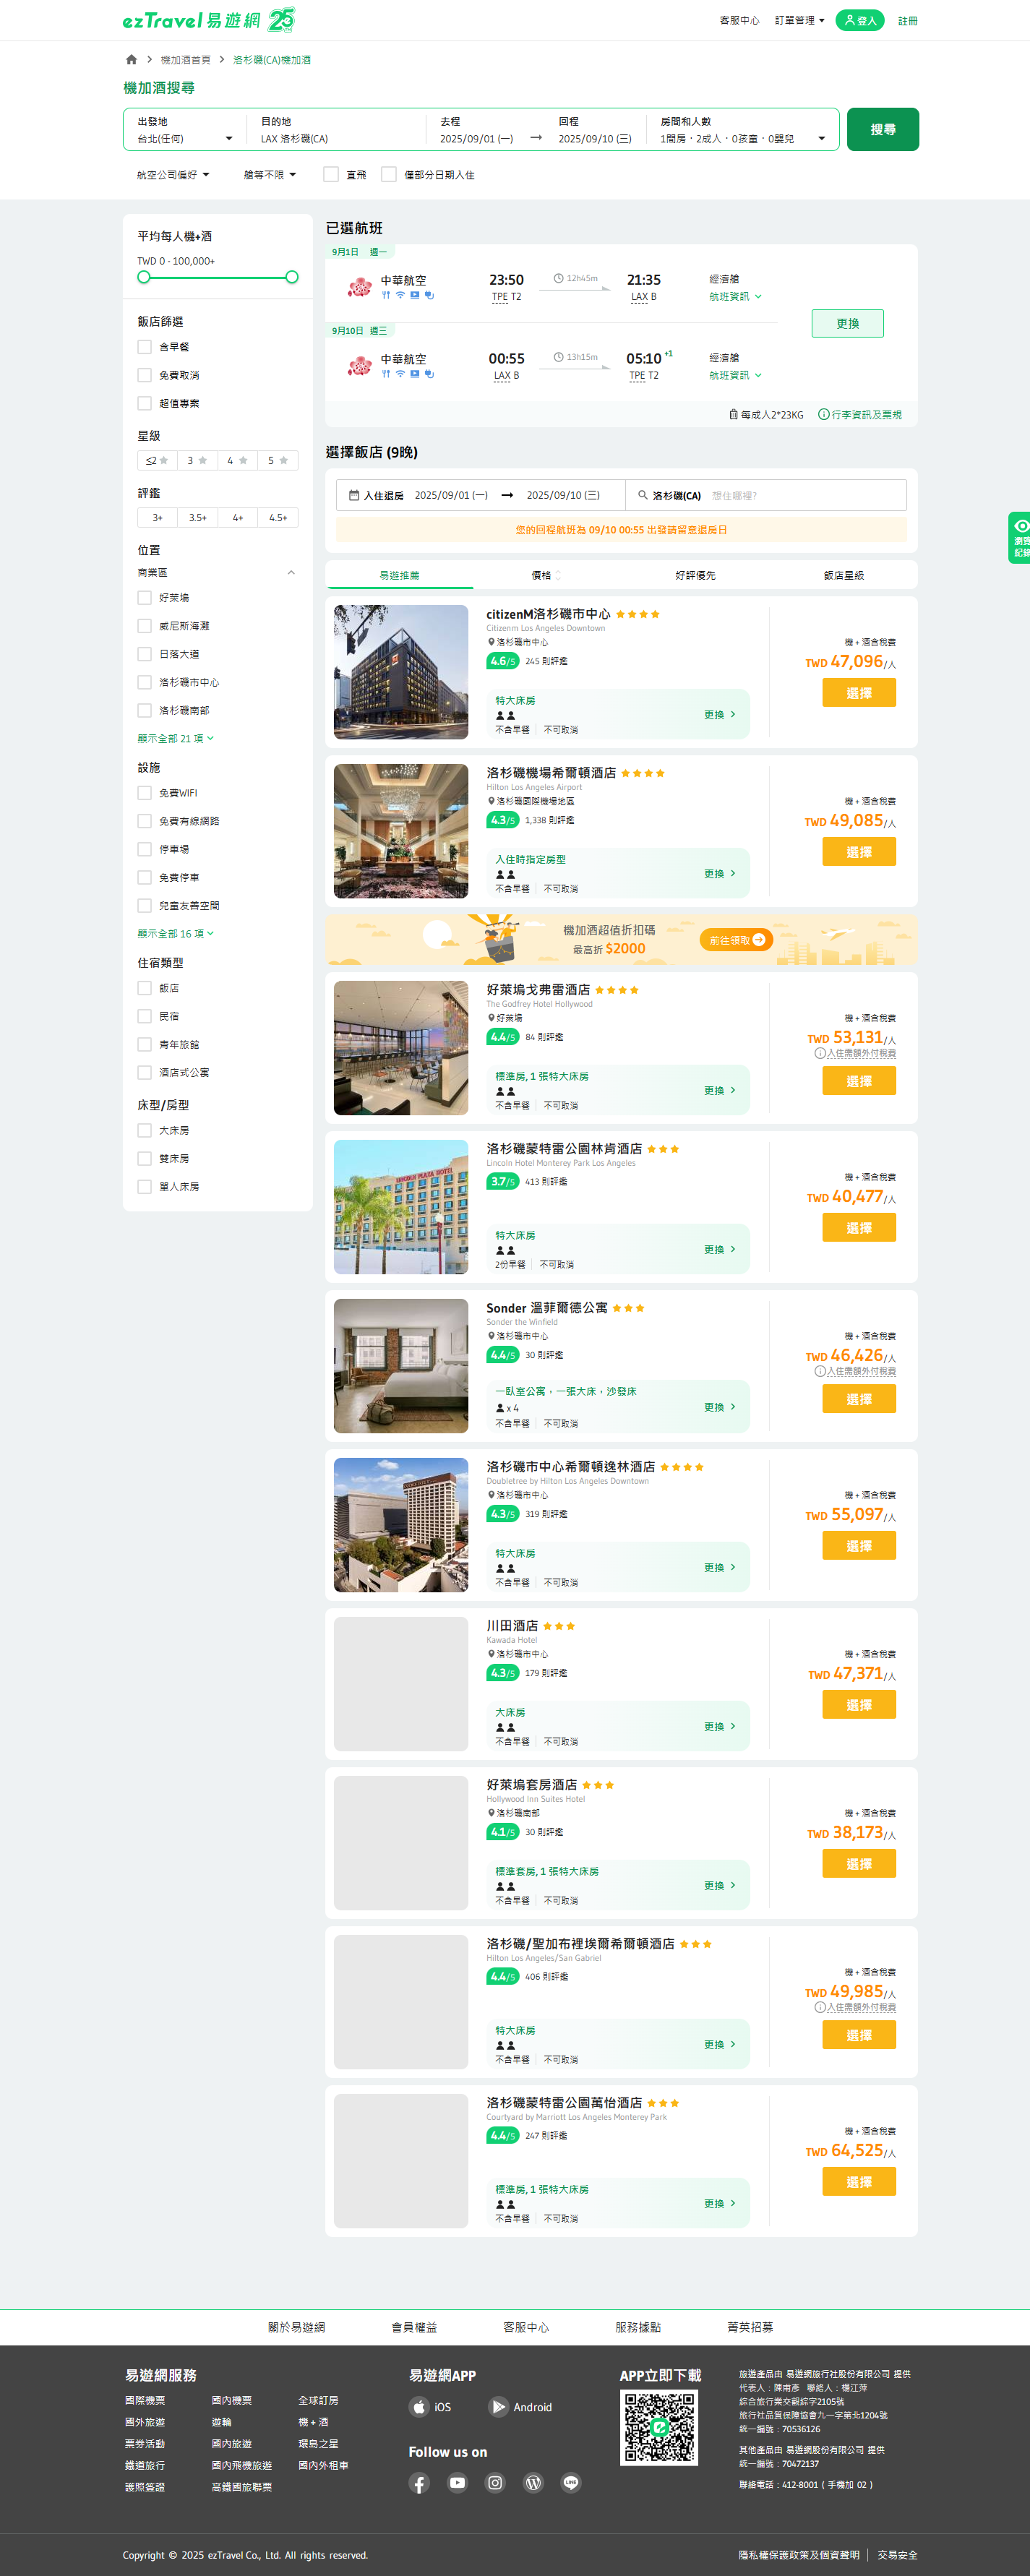 ezTravel 易遊網 25
客服中心
訂單管理
登入
註冊
機加酒首頁
洛杉磯(CA)機加酒
機加酒搜尋
出發地
台北(任何)
目的地
LAX 洛杉磯(CA)
去程
2025/09/01 (一)
回程
2025/09/10 (三)
房間和人數
1間房・2成人・0孩童・0嬰兒
搜尋
航空公司偏好
艙等不限
直飛
僅部分日期入住
平均每人機+酒
TWD 0 - 100,000+
飯店篩選
含早餐
免費取消
超值專案
星級
≤2
3
4
5
評鑑
3+
3.5+
4+
4.5+
位置
商業區
好萊塢
威尼斯海灘
日落大道
洛杉磯市中心
洛杉磯南部
顯示全部 21 項
設施
免費WIFI
免費有線網路
停車場
免費停車
兒童友善空間
顯示全部 16 項
住宿類型
飯店
民宿
青年旅館
酒店式公寓
床型/房型
大床房
雙床房
單人床房
已選航班
9月1日 週一
中華航空
23:50
TPE T2
12h45m
21:35
LAX B
經濟艙
航班資訊
更換
9月10日 週三
中華航空
00:55
LAX B
13h15m
05:10 +1
TPE T2
經濟艙
航班資訊
每成人2*23KG
行李資訊及票規
選擇飯店 (9晚)
入住退房
2025/09/01 (一)
2025/09/10 (三)
洛杉磯(CA)
想住哪裡?
您的回程航班為 09/10 00:55 出發請留意退房日
易遊推薦
價格
好評優先
飯店星級
瀏覽
紀錄
citizenM洛杉磯市中心
Citizenm Los Angeles Downtown
洛杉磯市中心
4.6/5
245 則評鑑
特大床房
不含早餐
不可取消
更換
機 + 酒含稅費
TWD 47,096/人
選擇
洛杉磯機場希爾頓酒店
Hilton Los Angeles Airport
洛杉磯國際機場地區
4.3/5
1,338 則評鑑
入住時指定房型
不含早餐
不可取消
更換
機 + 酒含稅費
TWD 49,085/人
選擇
機加酒超值折扣碼
最高折 $2000
前往領取
好萊塢戈弗雷酒店
The Godfrey Hotel Hollywood
好萊塢
4.4/5
84 則評鑑
標準房, 1 張特大床房
不含早餐
不可取消
更換
機 + 酒含稅費
TWD 53,131/人
入住需額外付稅費
選擇
洛杉磯蒙特雷公園林肯酒店
Lincoln Hotel Monterey Park Los Angeles
3.7/5
413 則評鑑
特大床房
2份早餐
不可取消
更換
機 + 酒含稅費
TWD 40,477/人
選擇
LINCOLN PLAZA HOTEL
Sonder 溫菲爾德公寓
Sonder the Winfield
洛杉磯市中心
4.4/5
30 則評鑑
一臥室公寓，一張大床，沙發床
x 4
不含早餐
不可取消
更換
機 + 酒含稅費
TWD 46,426/人
入住需額外付稅費
選擇
洛杉磯市中心希爾頓逸林酒店
Doubletree by Hilton Los Angeles Downtown
洛杉磯市中心
4.3/5
319 則評鑑
特大床房
不含早餐
不可取消
更換
機 + 酒含稅費
TWD 55,097/人
選擇
川田酒店
Kawada Hotel
洛杉磯市中心
4.3/5
179 則評鑑
大床房
不含早餐
不可取消
更換
機 + 酒含稅費
TWD 47,371/人
選擇
好萊塢套房酒店
Hollywood Inn Suites Hotel
洛杉磯南部
4.1/5
30 則評鑑
標準套房, 1 張特大床房
不含早餐
不可取消
更換
機 + 酒含稅費
TWD 38,173/人
選擇
洛杉磯/聖加布裡埃爾希爾頓酒店
Hilton Los Angeles/San Gabriel
4.4/5
406 則評鑑
特大床房
不含早餐
不可取消
更換
機 + 酒含稅費
TWD 49,985/人
入住需額外付稅費
選擇
洛杉磯蒙特雷公園萬怡酒店
Courtyard by Marriott Los Angeles Monterey Park
4.4/5
247 則評鑑
標準房, 1 張特大床房
不含早餐
不可取消
更換
機 + 酒含稅費
TWD 64,525/人
選擇
關於易遊網
會員權益
客服中心
服務據點
菁英招募
易遊網服務
國際機票
國內機票
全球訂房
國外旅遊
遊輪
機 + 酒
票券活動
國內旅遊
環島之星
鐵道旅行
國內飛機旅遊
國內外租車
護照簽證
高鐵國旅聯票
易遊網APP
iOS
Android
Follow us on
APP立即下載
旅遊產品由 易遊網旅行社股份有限公司 提供
代表人：陳甫彥 聯絡人：楊江萍
綜合旅行業交觀綜字2105號
旅行社品質保障協會九一字第北1204號
統一編號：70536126
其他產品由 易遊網股份有限公司 提供
統一編號：70472137
聯絡電話：412-8001 ( 手機加 02 )
Copyright © 2025 ezTravel Co., Ltd. All rights reserved.
隱私權保護政策及個資聲明
交易安全